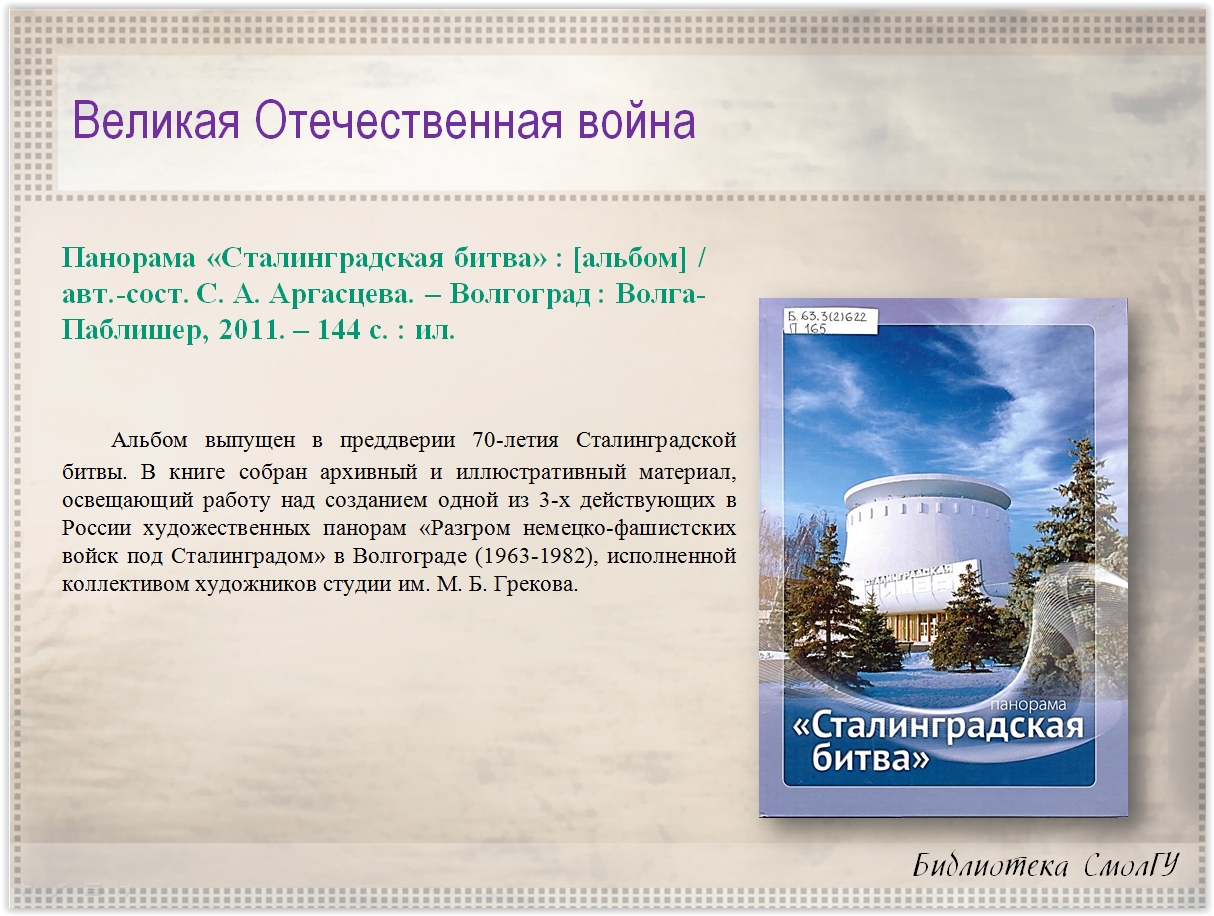 Великая Отечественная война
Панорама «Сталинградская битва» : [альбом] /
авт.-сост. С. А. Аргасцева. – Волгоград : Волга-
Паблишер, 2011. – 144 с. : ил.
Альбом выпущен в преддверии 70-летия Сталинградской
битвы. В книге собран архивный и иллюстративный материал,
освещающий работу над созданием одной из 3-х действующих в
России художественных панорам «Разгром немецко-фашистских
войск под Сталинградом» в Волгограде (1963-1982), исполненной
коллективом художников студии им. М. Б. Грекова.
Б. 63.3(2)622
П 165
СТАЛИНГРАДСКАЯ
панорама
«Сталинградская
битва»
Библиотека СмолГУ